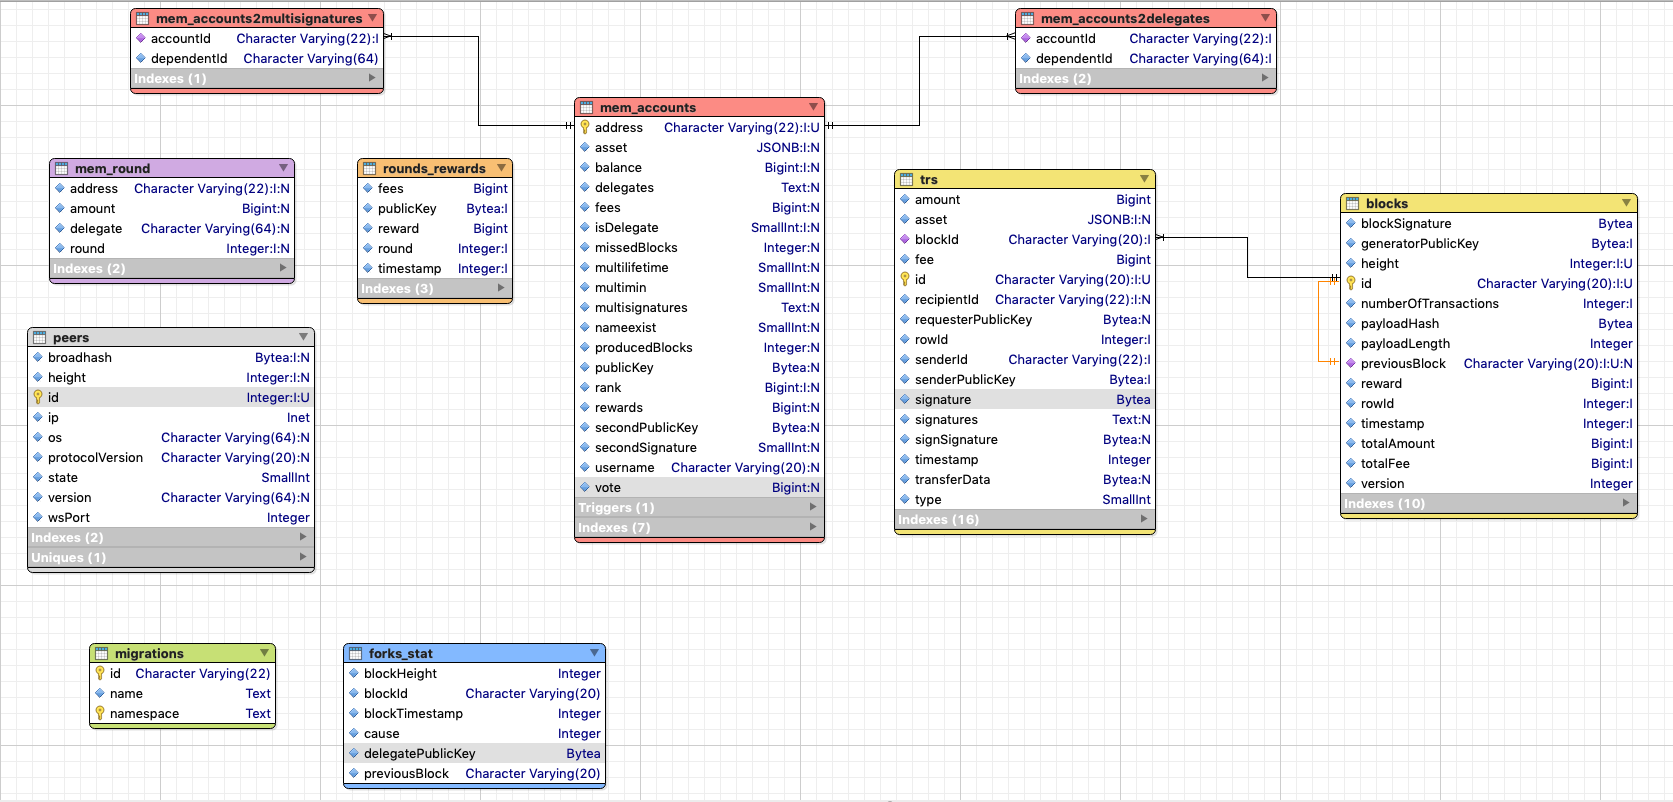 mem_accounts2multisignatures
accountId Character Varying(22):I
dependentId Character Varying(64)
Indexes (1)
mem_accounts2delegates
accountId Character Varying(22):I
dependentId Character Varying(64):I
Indexes (2)
mem_accounts
address Character Varying(22):I:U
asset JSONB:I:N
balance Bigint:I:N
delegates Text:N
fees Bigint:N
isDelegate SmallInt:I:N
missedBlocks Integer:N
multilifetime SmallInt:N
multimin SmallInt:N
multisignatures Text:N
nameexist SmallInt:N
producedBlocks Integer:N
publicKey Bytea:N
rank Bigint:I:N
rewards Bigint:N
secondPublicKey Bytea:N
secondSignature SmallInt:N
username Character Varying(20):N
vote Bigint:N
Triggers (1)
Indexes (7)
mem_round
address Character Varying(22):I:N
amount Bigint:N
delegate Character Varying(64):N
round Integer:I:N
Indexes (2)
rounds_rewards
fees Bigint
publicKey Bytea:I
reward Bigint
round Integer:I
timestamp Integer:I
Indexes (3)
trs
amount Bigint
asset JSONB:I:N
blockId Character Varying(20):I
fee Bigint
id Character Varying(20):I:U
recipientId Character Varying(22):I:N
requesterPublicKey Bytea:N
rowId Integer:I
senderId Character Varying(22):I
senderPublicKey Bytea:I
signature Bytea
signatures Text:N
signSignature Bytea:N
timestamp Integer
transferData Bytea:N
type SmallInt
Indexes (16)
blocks
blockSignature Bytea
generatorPublicKey Bytea:I
height Integer:I:U
id Character Varying(20):I:U
numberOfTransactions Integer:I
payloadHash Bytea
payloadLength Integer
previousBlock Character Varying(20):I:U:N
reward Bigint:I
rowId Integer:I
timestamp Integer:I
totalAmount Bigint:I
totalFee Bigint:I
version Integer
Indexes (10)
peers
broadhash Bytea:I:N
height Integer:I:N
id Integer:I:U
ip Inet
os Character Varying(64):N
protocolVersion Character Varying(20):N
state SmallInt
version Character Varying(64):N
wsPort Integer
Indexes (2)
Uniques (1)
migrations
id Character Varying(22)
name Text
namespace Text
forks_stat
blockHeight Integer
blockId Character Varying(20)
blockTimestamp Integer
cause Integer
delegatePublicKey Bytea
previousBlock Character Varying(20)